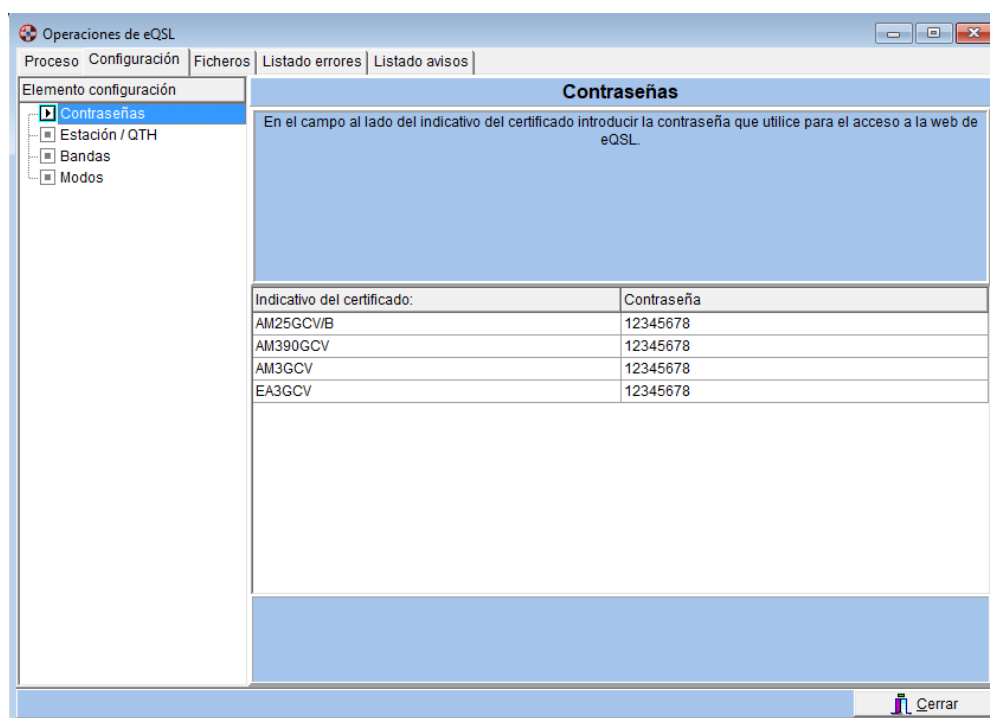 Operaciones de eQSL
Proceso Configuración Ficheros Listado errores Listado avisos
Elemento configuración
Contraseñas
Estación / QTH
Bandas
Modos
Contraseñas
En el campo al lado del indicativo del certificado introducir la contraseña que utilice para el acceso a la web de
eQSL.
Indicativo del certificado: Contraseña
AM25GCV/B 12345678
AM390GCV 12345678
AM3GCV 12345678
EA3GCV 12345678
Cerrar